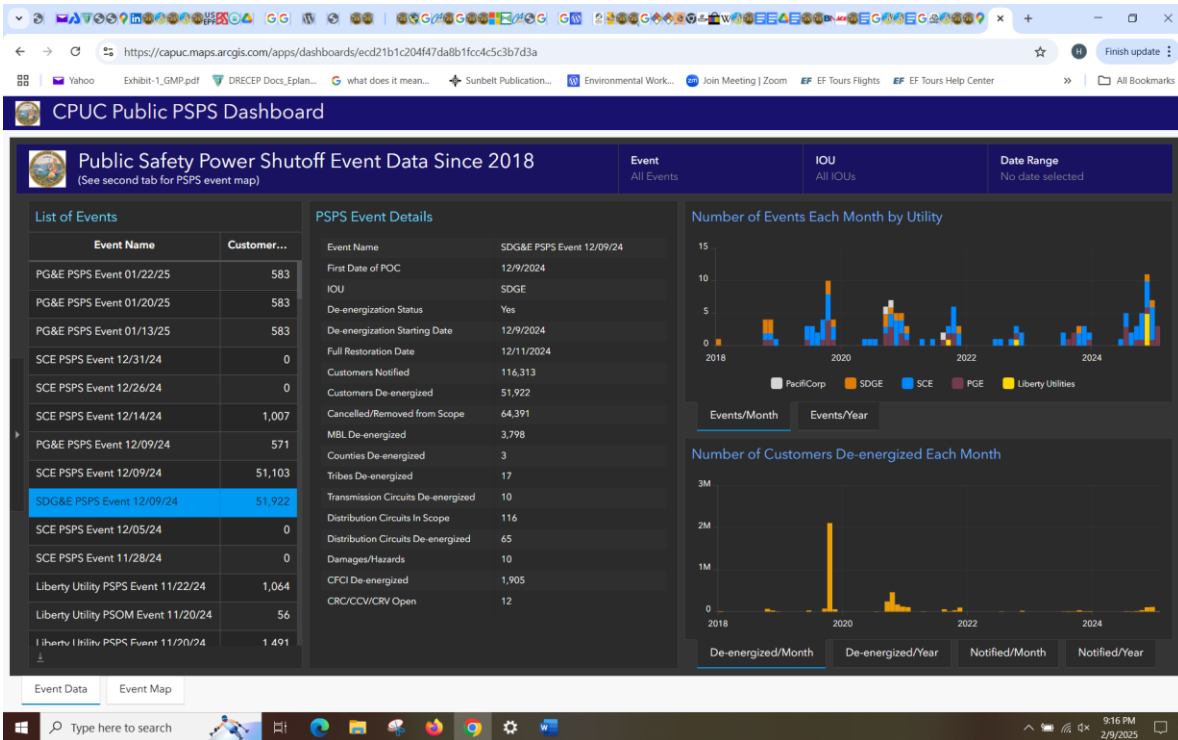 GG
https://capuc.maps.arcgis.com/apps/dashboards/ecd21b1c204f47da8b1fcc4c5c3b7d3a
H
Finish update
Yahoo
Exhibit-1_GMP.pdf
DRECEP Docs_Eplan...
what does it mean...
Sunbelt Publication...
Environmental Work...
Join Meeting | Zoom
EF EF Tours Flights
EF EF Tours Help Center
»
All Bookmarks
CPUC Public PSPS Dashboard
Public Safety Power Shutoff Event Data Since 2018
(See second tab for PSPS event map)
Event
All Events
IOU
All IOUs
Date Range
No date selected
List of Events
Event Name Customer...
PG&E PSPS Event 01/22/25 583
PG&E PSPS Event 01/20/25 583
PG&E PSPS Event 01/13/25 583
SCE PSPS Event 12/31/24 0
SCE PSPS Event 12/26/24 0
SCE PSPS Event 12/14/24 1,007
PG&E PSPS Event 12/09/24 571
SCE PSPS Event 12/09/24 51,103
SDG&E PSPS Event 12/09/24 51,922
SCE PSPS Event 12/05/24 0
SCE PSPS Event 11/28/24 0
Liberty Utility PSPS Event 11/22/24 1,064
Liberty Utility PSOM Event 11/20/24 56
Liberty Utility PSPS Event 11/20/24 1,491
PSPS Event Details
Event Name SDG&E PSPS Event 12/09/24
First Date of POC 12/9/2024
IOU SDGE
De-energization Status Yes
De-energization Starting Date 12/9/2024
Full Restoration Date 12/11/2024
Customers Notified 116,313
Customers De-energized 51,922
Cancelled/Removed from Scope 64,391
MBL De-energized 3,798
Counties De-energized 3
Tribes De-energized 17
Transmission Circuits De-energized 10
Distribution Circuits In Scope 116
Distribution Circuits De-energized 65
Damages/Hazards 10
CFCI De-energized 1,905
CRC/CCV/CRV Open 12
Number of Events Each Month by Utility
15
10
5
0
2018 2020 2022 2024
PacifiCorp SDGE SCE PGE Liberty Utilities
Events/Month Events/Year
Number of Customers De-energized Each Month
3M
2M
1M
0
2018 2020 2022 2024
De-energized/Month De-energized/Year Notified/Month Notified/Year
Event Data Event Map
Type here to search
9:16 PM
2/9/2025